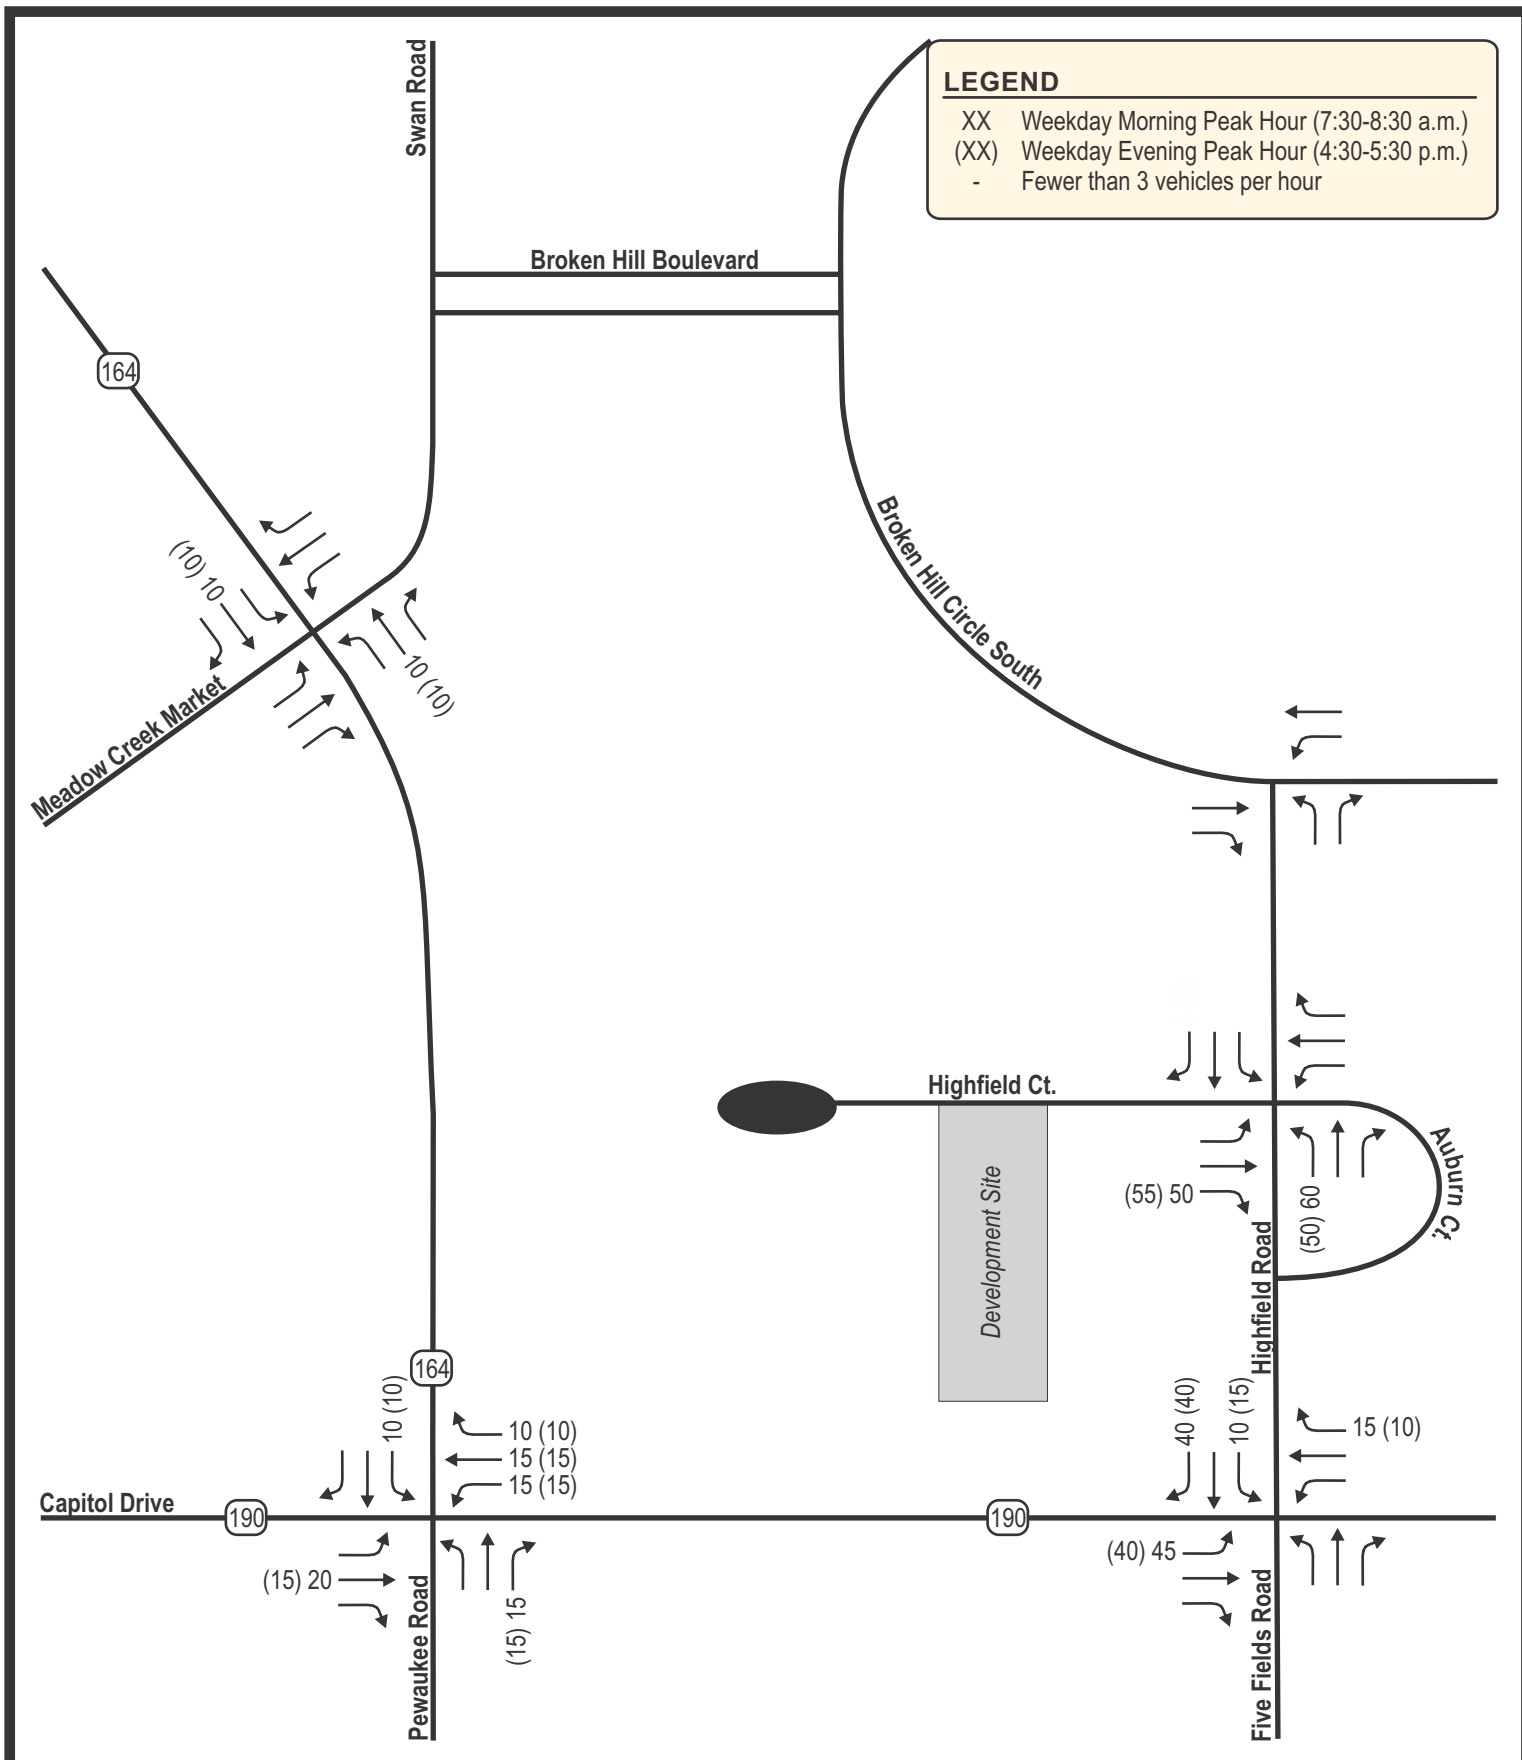 Swan Road
LEGEND
XX Weekday Morning Peak Hour (7:30-8:30 a.m.)
(XX) Weekday Evening Peak Hour (4:30-5:30 p.m.)
- Fewer than 3 vehicles per hour
Broken Hill Boulevard
164
(10) 10
10 (10)
Meadow Creek Market
Broken Hill Circle South
Highfield Ct.
Auburn Ct.
Development Site
(55) 50
(50) 60
Highfield Road
164
10 (10)
10 (10)
15 (15)
15 (15)
40 (40)
10 (15)
15 (10)
Capitol Drive
190
190
(15) 20
(15) 15
Pewaukee Road
(40) 45
Five Fields Road